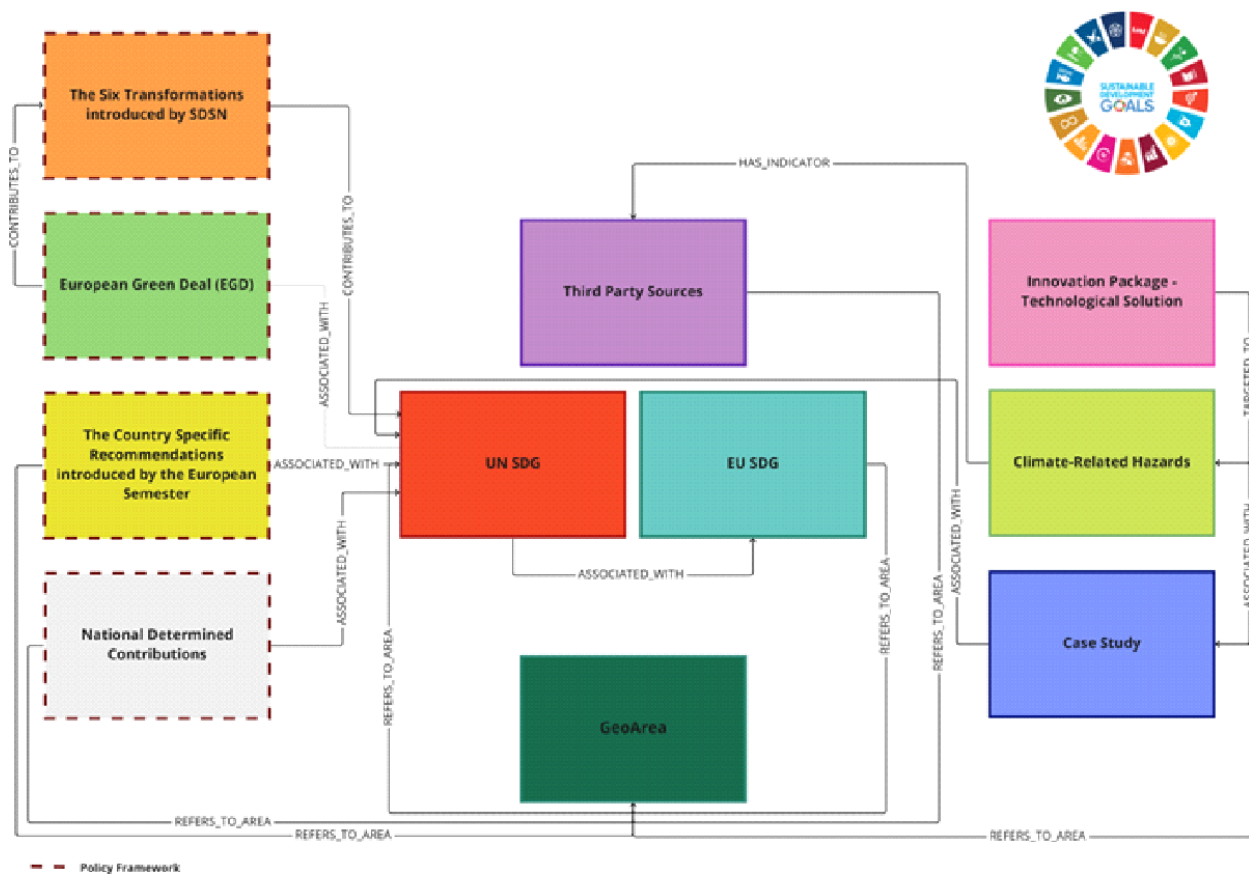 The Six Transformations
introduced by SDSN
SUSTAINABLE
DEVELOPMENT
GOALS
CONTRIBUTES_TO
HAS_INDICATOR
CONTRIBUTES_TO
European Green Deal (EGD)
Third Party Sources
Innovation Package -
Technological Solution
ASSOCIATED_WITH
TARGETED_TO
The Country Specific
Recommendations
introduced by the European
Semester
ASSOCIATED_WITH
UN SDG
EU SDG
Climate-Related Hazards
ASSOCIATED_WITH
ASSOCIATED_WITH
ASSOCIATED_WITH
ASSOCIATED_WITH
National Determined
Contributions
REFERS_TO_AREA
REFERS_TO_AREA
REFERS_TO_AREA
Case Study
GeoArea
REFERS_TO_AREA
REFERS_TO_AREA
REFERS_TO_AREA
Policy Framework